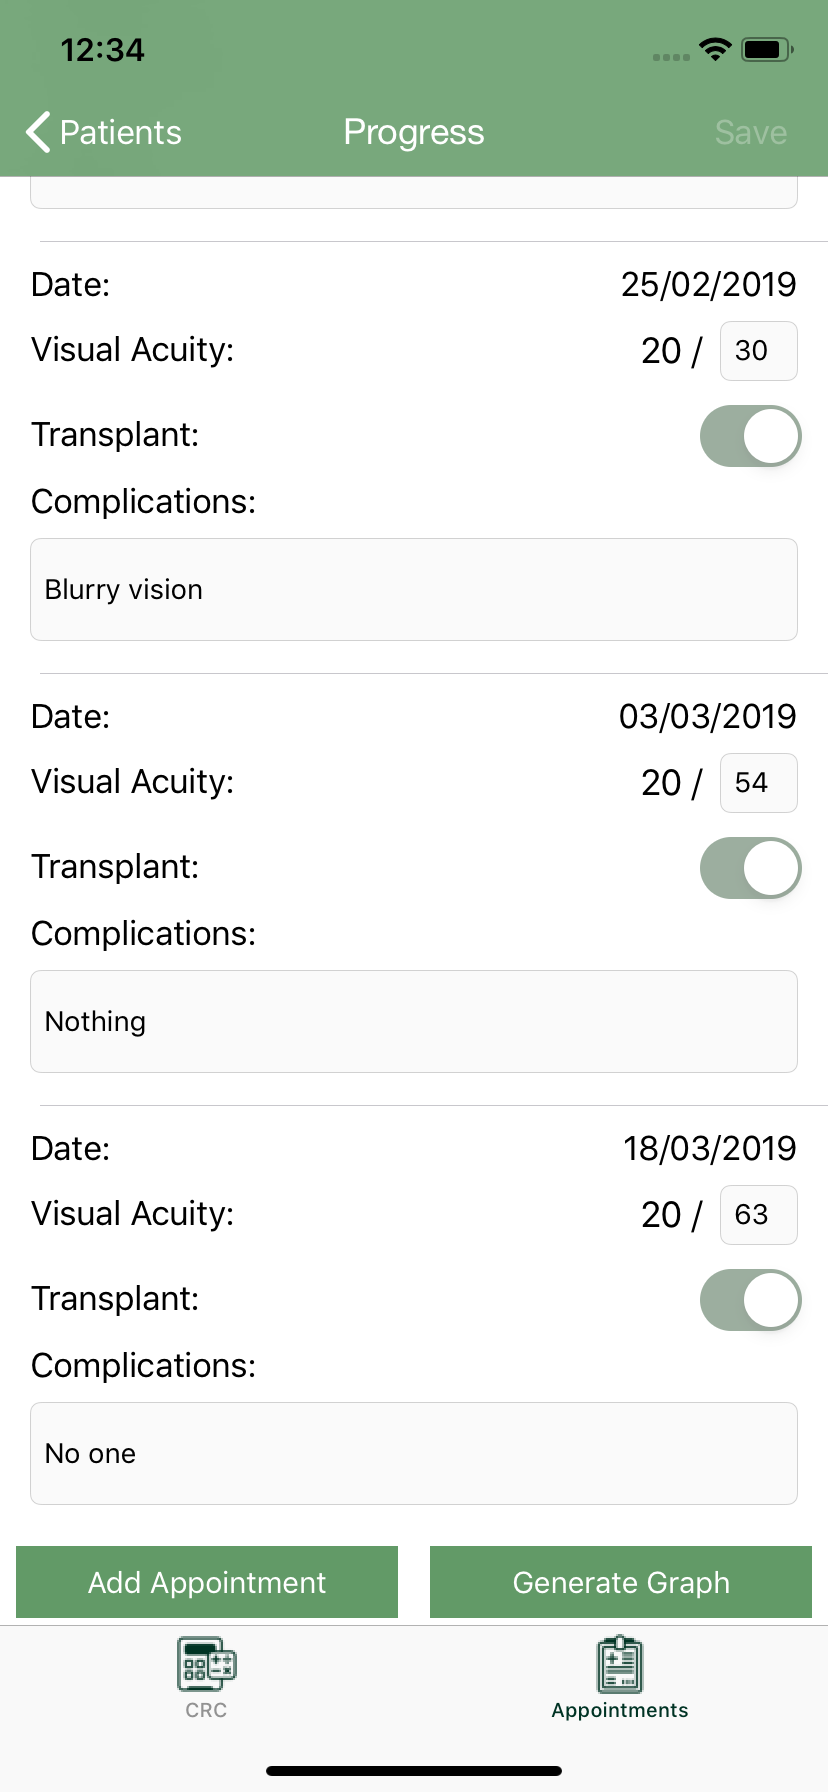 12:34
Patients
Progress
Save
Date: 25/02/2019
Visual Acuity: 20 / 30
Transplant:
Complications:
Blurry vision
Date: 03/03/2019
Visual Acuity: 20 / 54
Transplant:
Complications:
Nothing
Date: 18/03/2019
Visual Acuity: 20 / 63
Transplant:
Complications:
No one
Add Appointment
Generate Graph
CRC
Appointments